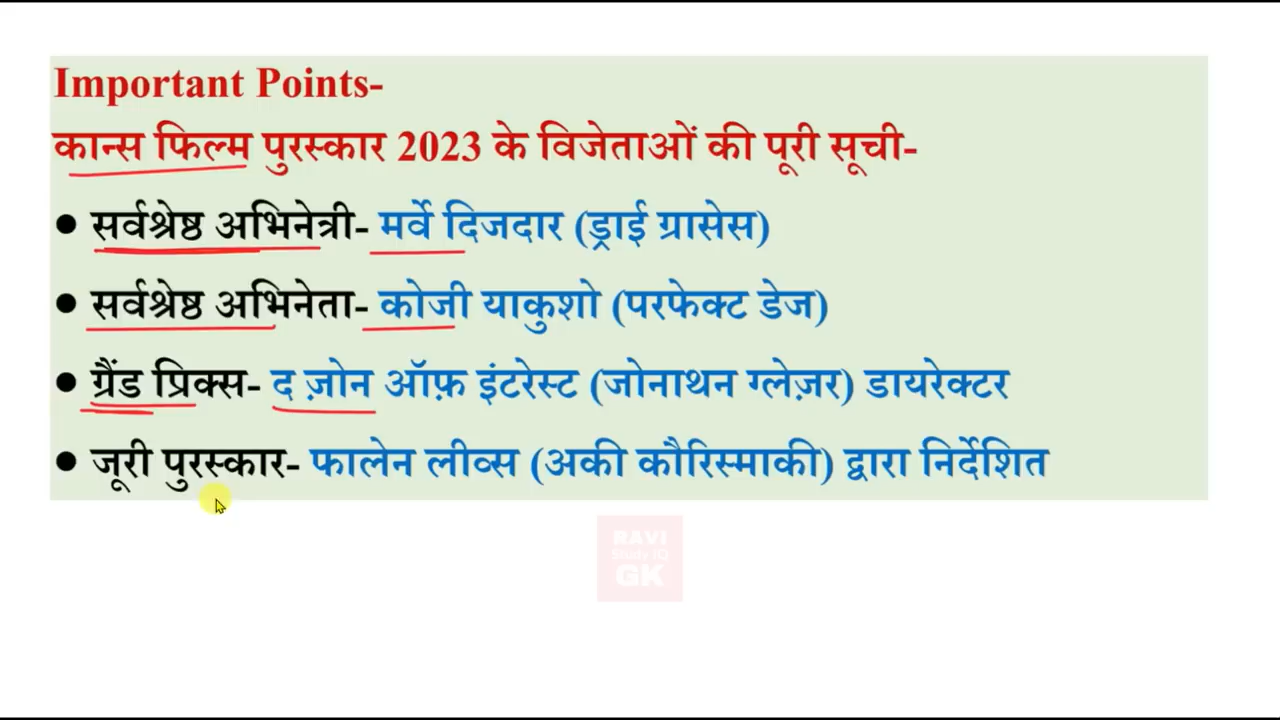 Important Points-
कान्स फिल्म पुरस्कार 2023 के विजेताओं की पूरी सूची-
● सर्वश्रेष्ठ अभिनेत्री- मर्वे दिजदार (ड्राई ग्रासेस)
● सर्वश्रेष्ठ अभिनेता- कोजी याकुशो (परफेक्ट डेज)
● ग्रैंड प्रिक्स- द ज़ोन ऑफ़ इंटरेस्ट (जोनाथन ग्लेज़र) डायरेक्टर
● जूरी पुरस्कार- फालेन लीव्स (अकी कौरिस्माकी) द्वारा निर्देशित
RAVI
Study IQ
GK